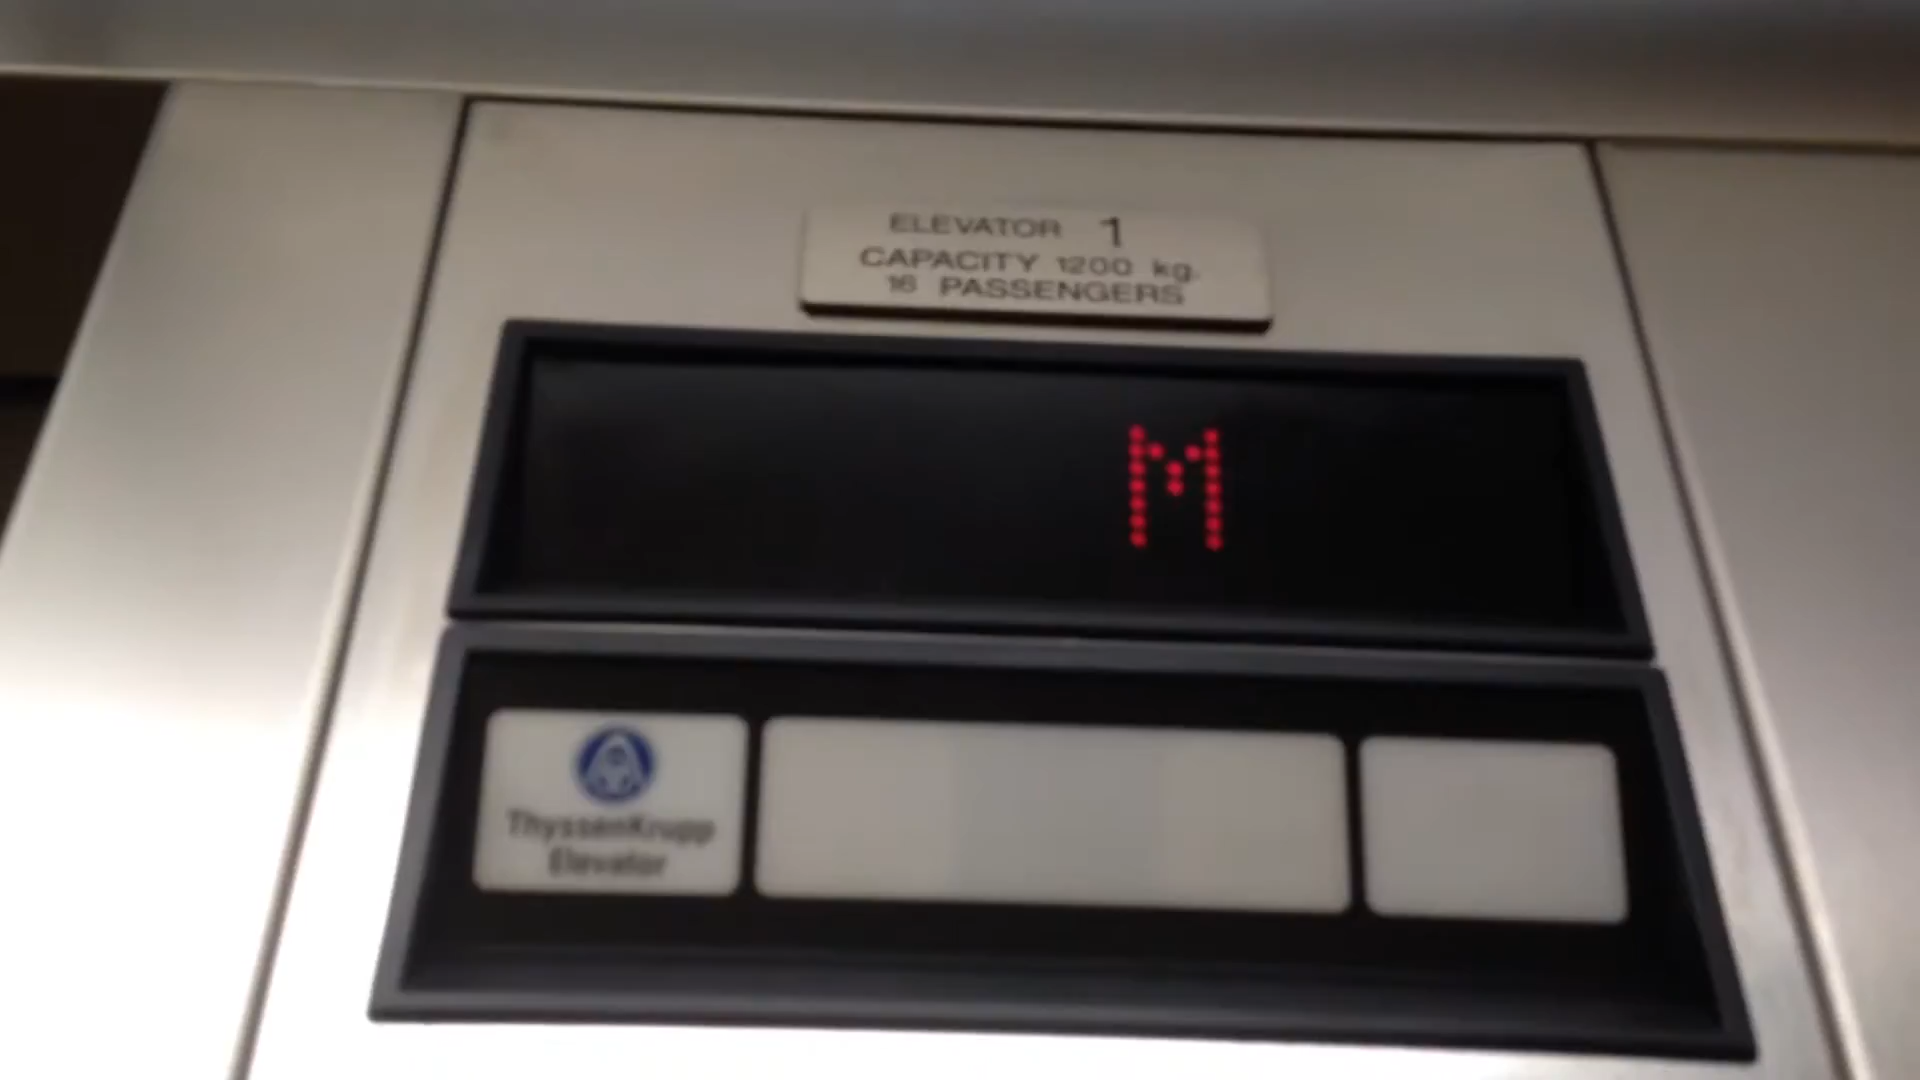 ELEVATOR 1
CAPACITY 1200 kg.
16 PASSENGERS
M
ThyssenKrupp
Elevator